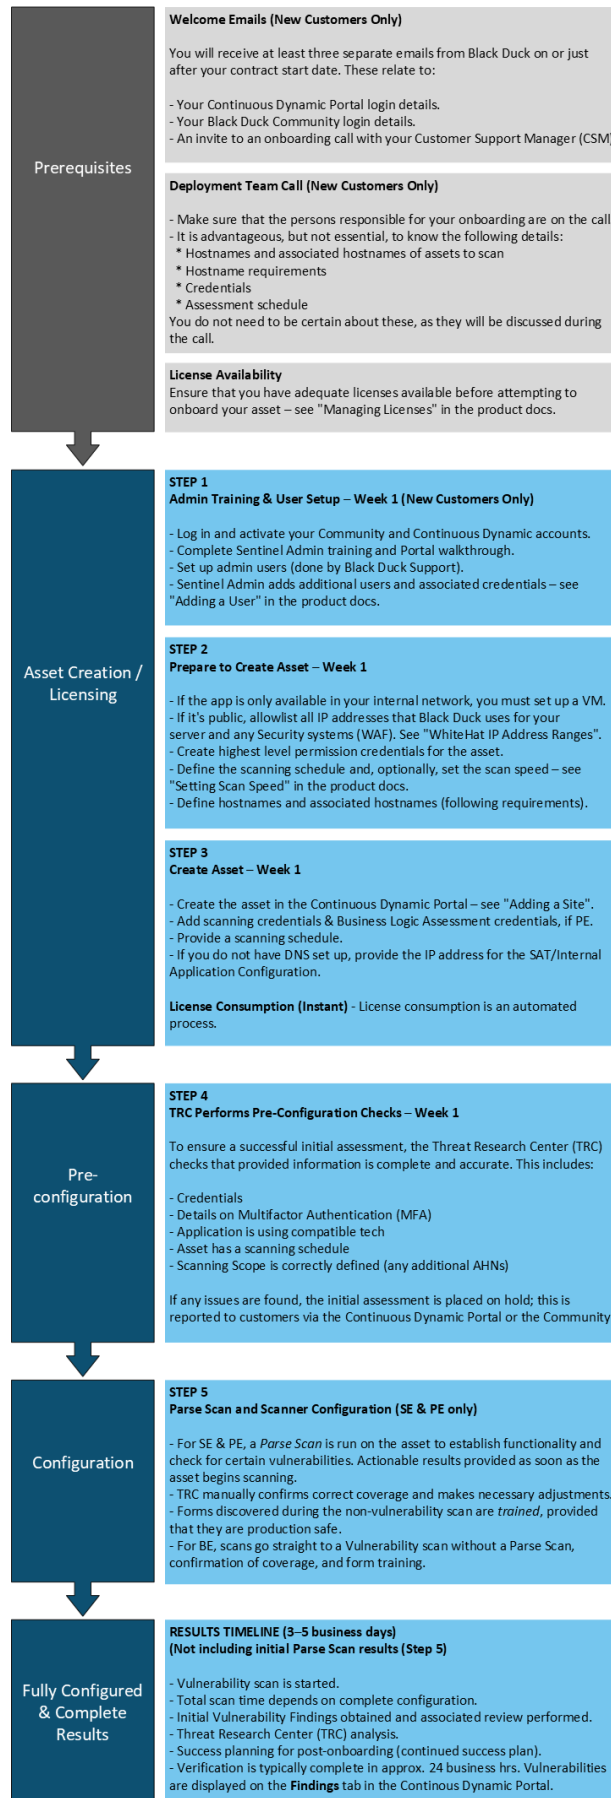 Prerequisites
Welcome Emails (New Customers Only)
You will receive at least three separate emails from Black Duck on or just
after your contract start date. These relate to:
- Your Continuous Dynamic Portal login details.
- Your Black Duck Community login details.
- An invite to an onboarding call with your Customer Support Manager (CSM)
Deployment Team Call (New Customers Only)
- Make sure that the persons responsible for your onboarding are on the call
- It is advantageous, but not essential, to know the following details:
* Hostnames and associated hostnames of assets to scan
* Hostname requirements
* Credentials
* Assessment schedule
You do not need to be certain about these, as they will be discussed during
the call.
License Availability
Ensure that you have adequate licenses available before attempting to
onboard your asset – see "Managing Licenses" in the product docs.
Asset Creation /
Licensing
STEP 1
Admin Training & User Setup – Week 1 (New Customers Only)
- Log in and activate your Community and Continuous Dynamic accounts.
- Complete Sentinel Admin training and Portal walkthrough.
- Set up admin users (done by Black Duck Support).
- Sentinel Admin adds additional users and associated credentials – see
"Adding a User" in the product docs.
STEP 2
Prepare to Create Asset – Week 1
- If the app is only available in your internal network, you must set up a VM.
- If it's public, allowlist all IP addresses that Black Duck uses for your
server and any Security systems (WAF). See "WhiteHat IP Address Ranges".
- Create highest level permission credentials for the asset.
- Define the scanning schedule and, optionally, set the scan speed – see
"Setting Scan Speed" in the product docs.
- Define hostnames and associated hostnames (following requirements).
STEP 3
Create Asset – Week 1
- Create the asset in the Continuous Dynamic Portal – see "Adding a Site".
- Add scanning credentials & Business Logic Assessment credentials, if PE.
- Provide a scanning schedule.
- If you do not have DNS set up, provide the IP address for the SAT/Internal
Application Configuration.
License Consumption (Instant) - License consumption is an automated
process.
Pre-
configuration
STEP 4
TRC Performs Pre-Configuration Checks – Week 1
To ensure a successful initial assessment, the Threat Research Center (TRC)
checks that provided information is complete and accurate. This includes:
- Credentials
- Details on Multifactor Authentication (MFA)
- Application is using compatible tech
- Asset has a scanning schedule
- Scanning Scope is correctly defined (any additional AHNs)
If any issues are found, the initial assessment is placed on hold; this is
reported to customers via the Continuous Dynamic Portal or the Community
Configuration
STEP 5
Parse Scan and Scanner Configuration (SE & PE only)
- For SE & PE, a Parse Scan is run on the asset to establish functionality and
check for certain vulnerabilities. Actionable results provided as soon as the
asset begins scanning.
- TRC manually confirms correct coverage and makes necessary adjustments.
- Forms discovered during the non-vulnerability scan are trained, provided
that they are production safe.
- For BE, scans go straight to a Vulnerability scan without a Parse Scan,
confirmation of coverage, and form training.
Fully Configured
& Complete
Results
RESULTS TIMELINE (3–5 business days)
(Not including initial Parse Scan results (Step 5)
- Vulnerability scan is started.
- Total scan time depends on complete configuration.
- Initial Vulnerability Findings obtained and associated review performed.
- Threat Research Center (TRC) analysis.
- Success planning for post-onboarding (continued success plan).
- Verification is typically complete in approx. 24 business hrs. Vulnerabilities
are displayed on the Findings tab in the Continous Dynamic Portal.